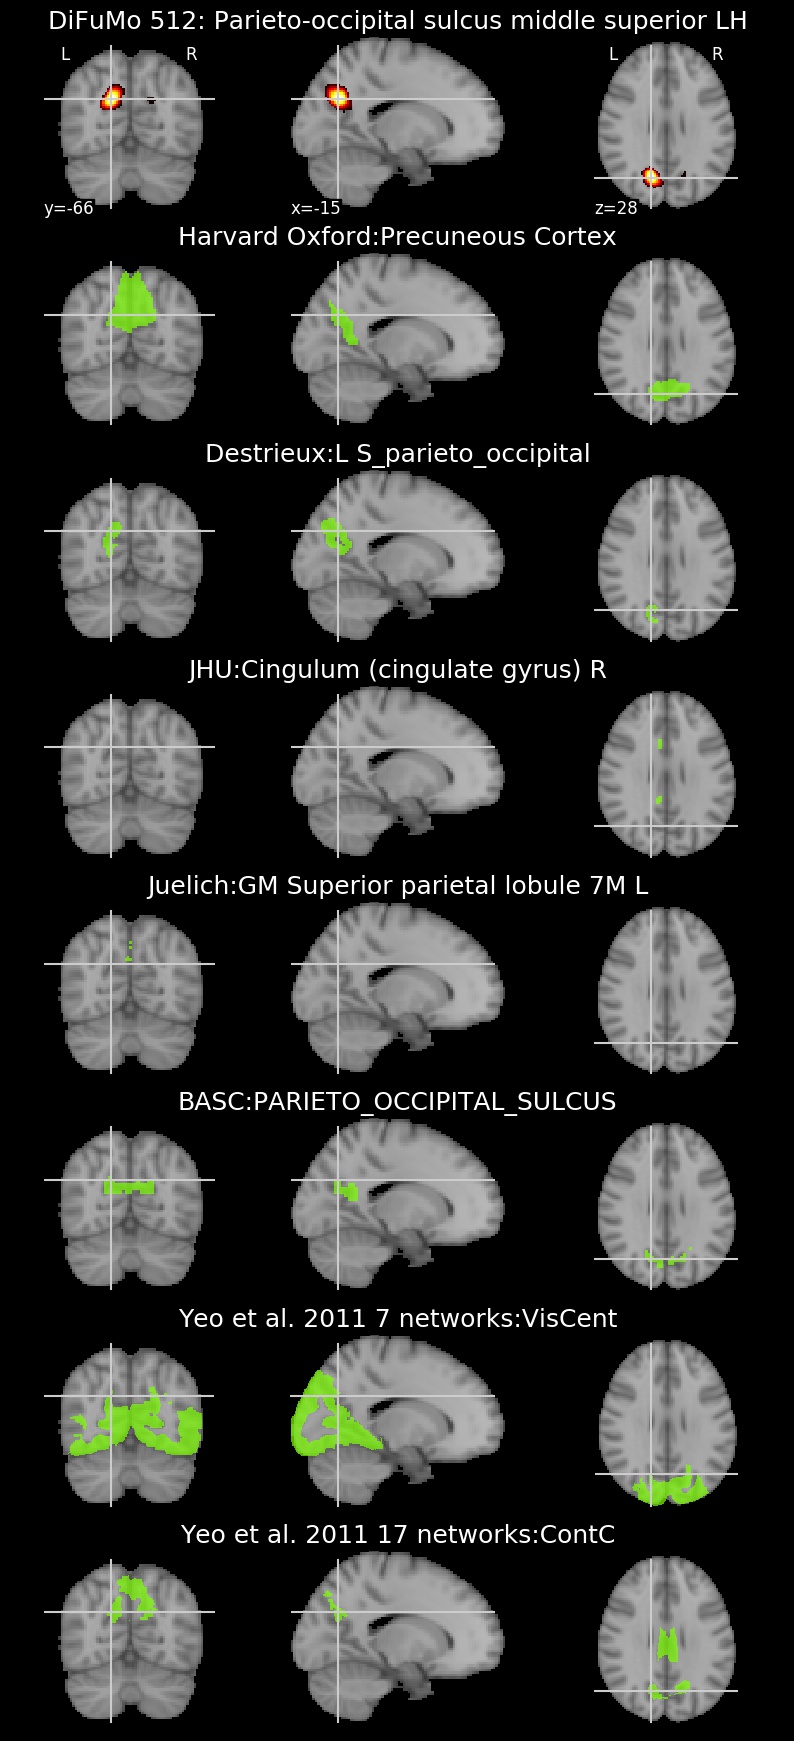 DiFuMo 512: Parieto-occipital sulcus middle superior LH
L R L R
y=-66 x=-15 z=28
Harvard Oxford:Precuneous Cortex
Destrieux:L S_parieto_occipital
JHU:Cingulum (cingulate gyrus) R
Juelich:GM Superior parietal lobule 7M L
BASC:PARIETO_OCCIPITAL_SULCUS
Yeo et al. 2011 7 networks:VisCent
Yeo et al. 2011 17 networks:ContC